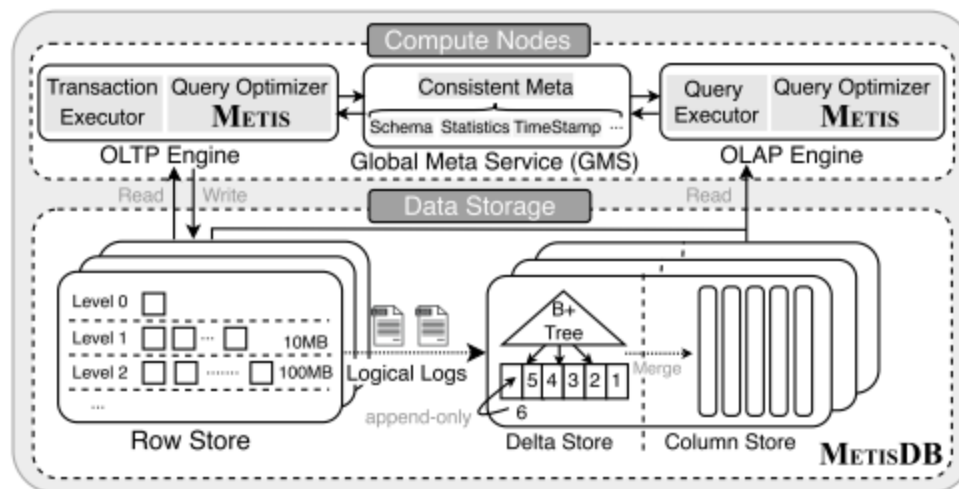 Compute Nodes
Transaction Executor
Query Optimizer
METIS
OLTP Engine
Consistent Meta
Schema Statistics TimeStamp ...
Global Meta Service (GMS)
Query Executor
Query Optimizer
METIS
OLAP Engine
Read
Write
Read
Data Storage
Level 0
Level 1
...
10MB
Level 2
.......
100MB
...
Row Store
Logical Logs
append-only
B+
Tree
5 4 3 2 1
6
Delta Store
Merge
Column Store
METISDB